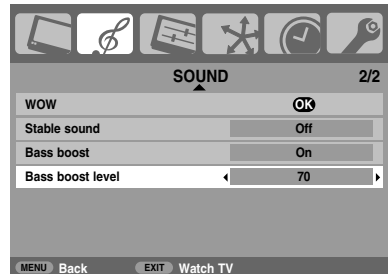 SOUND 2/2
WOW OK
Stable sound Off
Bass boost On
Bass boost level 70
MENU Back EXIT Watch TV